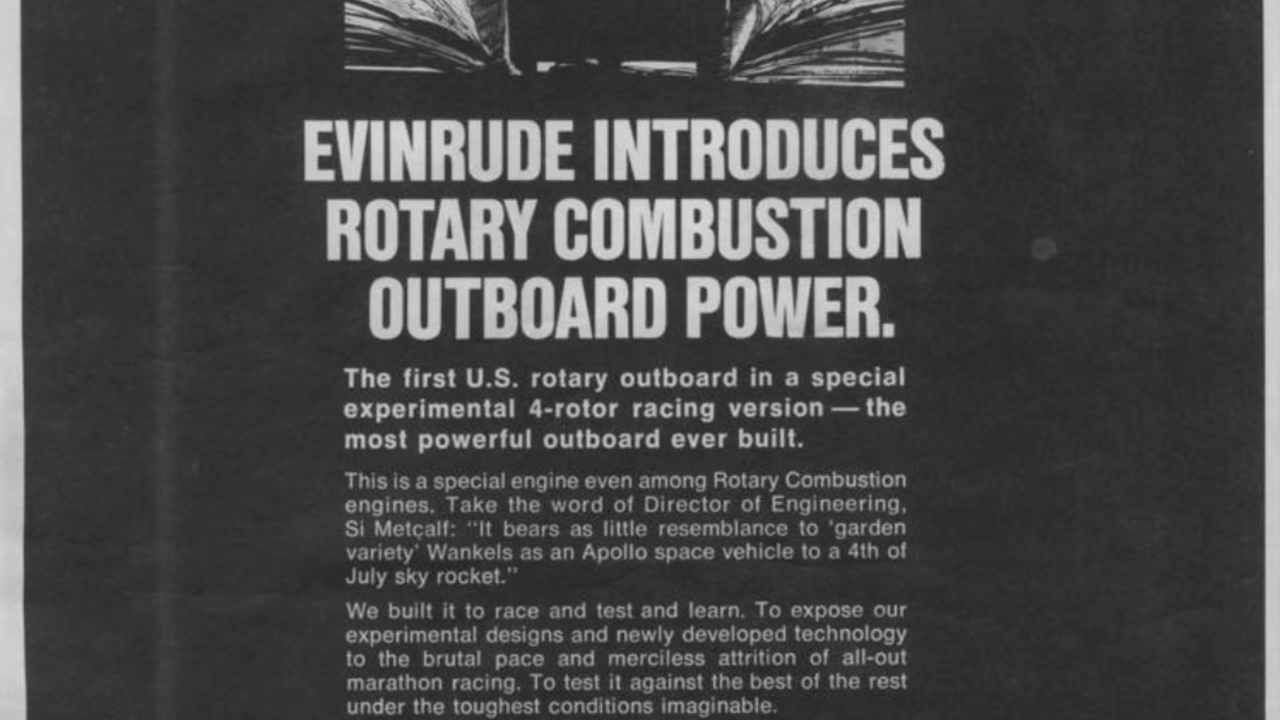 EVINRUDE INTRODUCES
ROTARY COMBUSTION
OUTBOARD POWER.
The first U.S. rotary outboard in a special
experimental 4-rotor racing version — the
most powerful outboard ever built.
This is a special engine even among Rotary Combustion
engines. Take the word of Director of Engineering,
Si Metcalf: “It bears as little resemblance to ‘garden
variety’ Wankels as an Apollo space vehicle to a 4th of
July sky rocket.”
We built it to race and test and learn. To expose our
experimental designs and newly developed technology
to the brutal pace and merciless attrition of all-out
marathon racing. To test it against the best of the rest
under the toughest conditions imaginable.